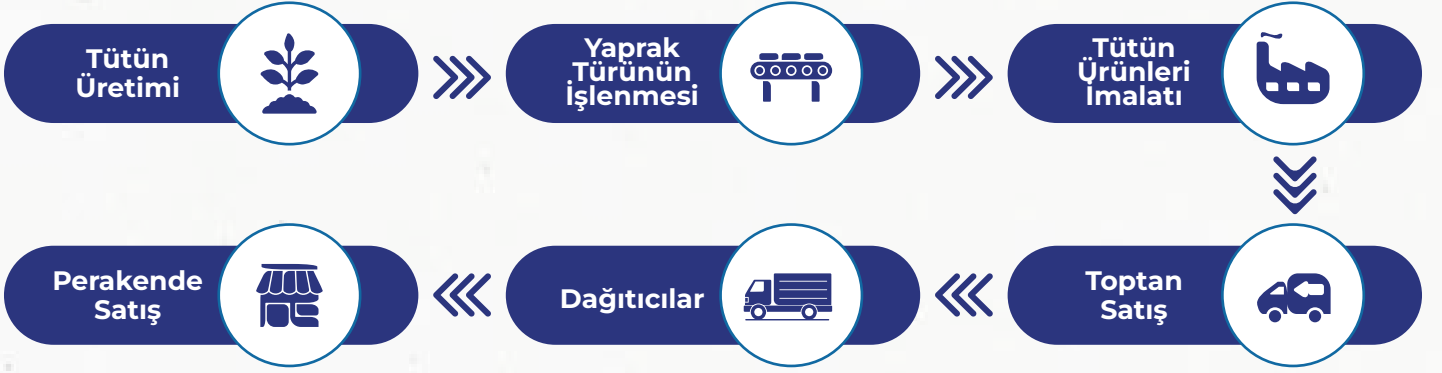 Tütün
Üretimi
Yaprak
Türünün
İşlenmesi
Tütün
Ürünleri
İmalatı
Toptan
Satış
Dağıtıcılar
Perakende
Satış